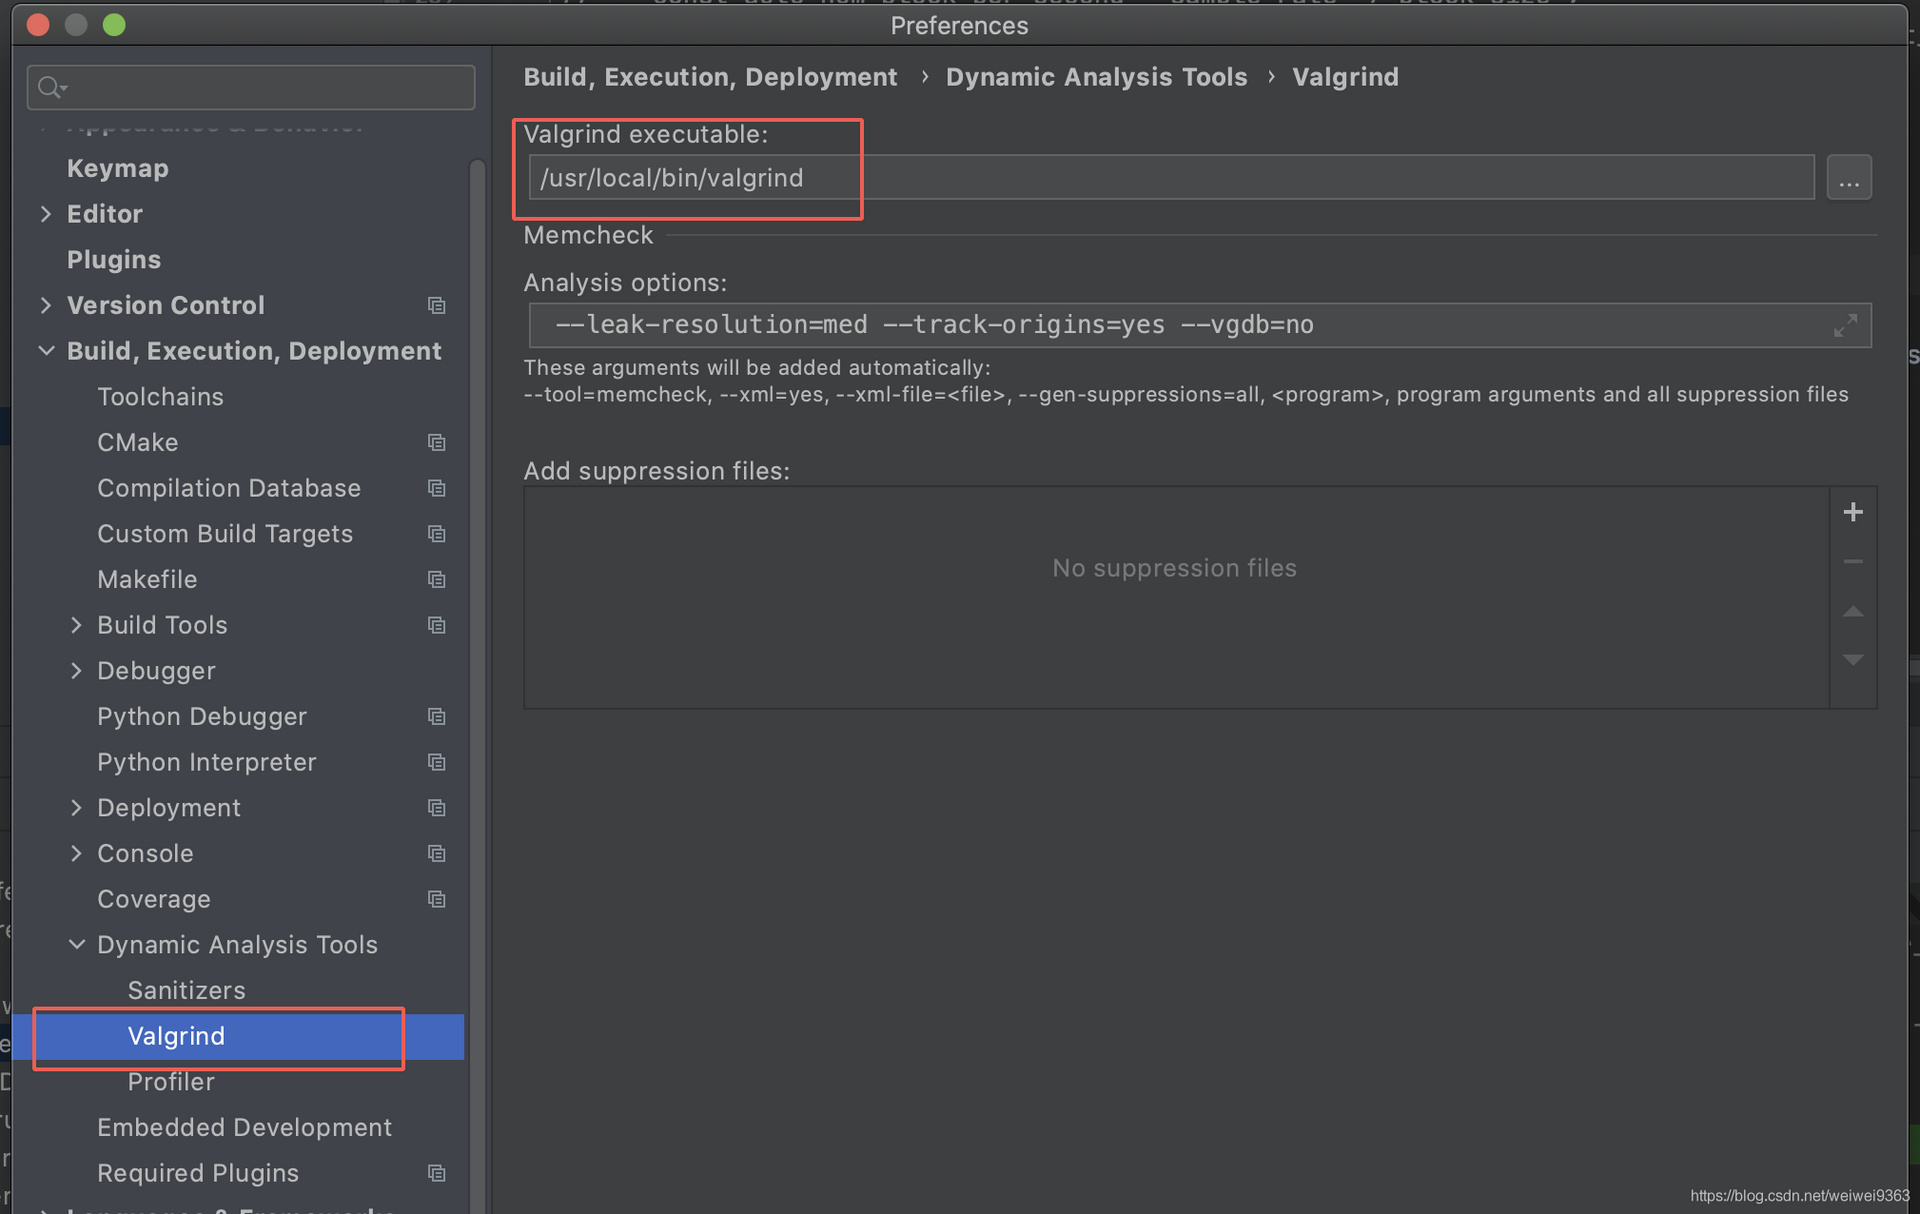 Preferences
Build, Execution, Deployment › Dynamic Analysis Tools › Valgrind
Valgrind executable:
/usr/local/bin/valgrind
...
Memcheck
Analysis options:
--leak-resolution=med --track-origins=yes --vgdb=no
These arguments will be added automatically:
--tool=memcheck, --xml=yes, --xml-file=<file>, --gen-suppressions=all, <program>, program arguments and all suppression files
Add suppression files:
No suppression files
Appearance & Behavior
Keymap
Editor
Plugins
Version Control
Build, Execution, Deployment
Toolchains
CMake
Compilation Database
Custom Build Targets
Makefile
Build Tools
Debugger
Python Debugger
Python Interpreter
Deployment
Console
Coverage
Dynamic Analysis Tools
Sanitizers
Valgrind
Profiler
Embedded Development
Required Plugins
Languages & Frameworks
https://blog.csdn.net/weiwei9363